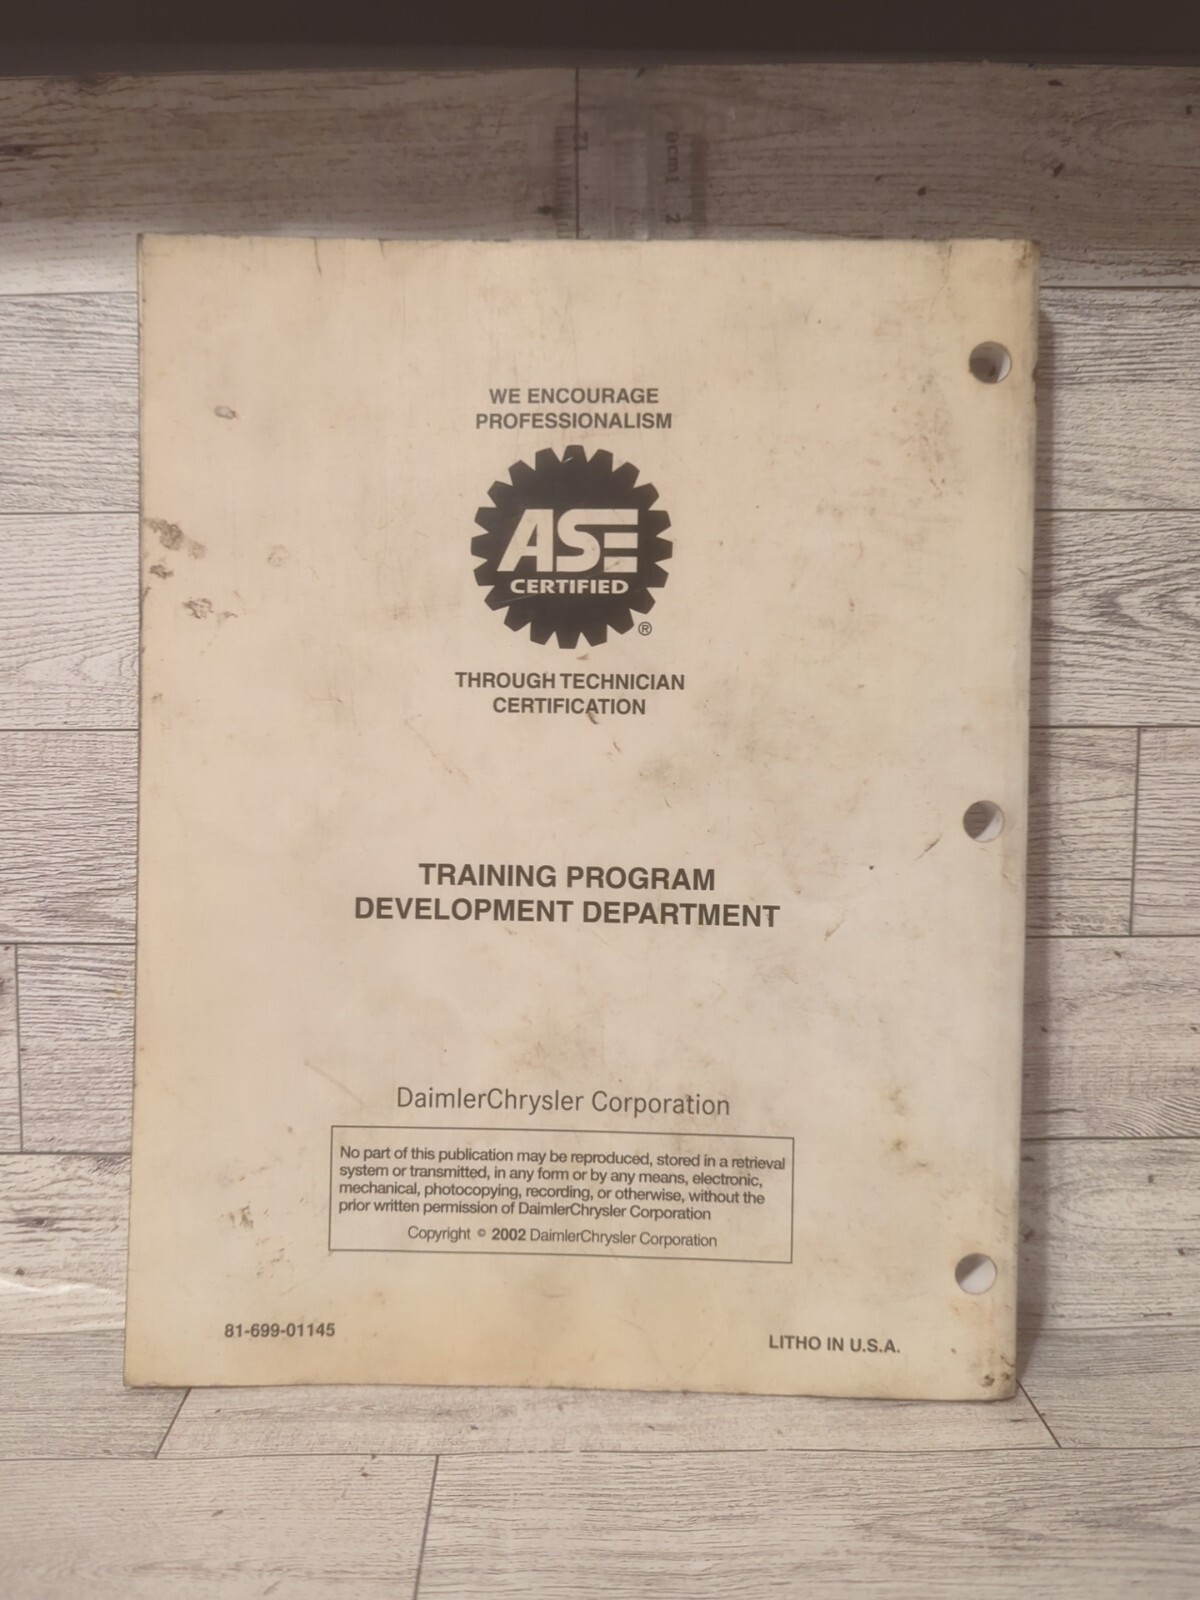 WE ENCOURAGE
PROFESSIONALISM
ASE
CERTIFIED
®
THROUGH TECHNICIAN
CERTIFICATION
TRAINING PROGRAM
DEVELOPMENT DEPARTMENT
DaimlerChrysler Corporation
No part of this publication may be reproduced, stored in a retrieval
system or transmitted, in any form or by any means, electronic,
mechanical, photocopying, recording, or otherwise, without the
prior written permission of DaimlerChrysler Corporation
Copyright © 2002 DaimlerChrysler Corporation
81-699-01145
LITHO IN U.S.A.